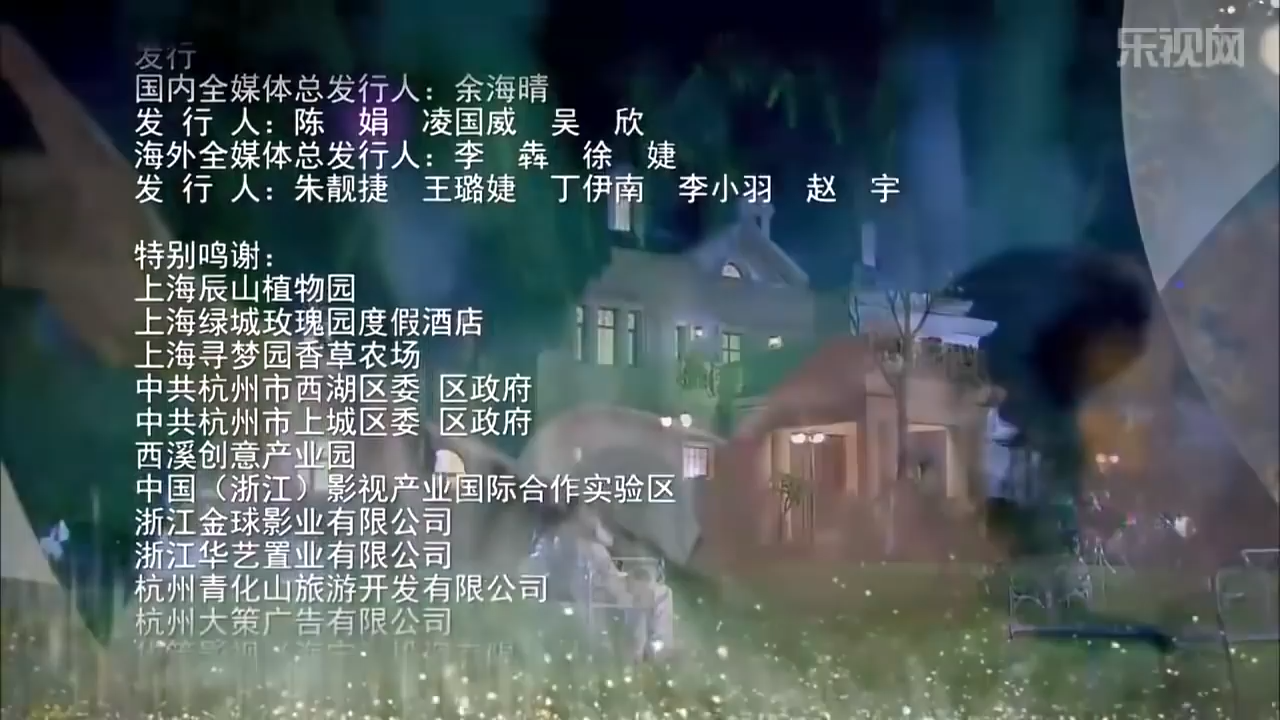 乐视网
发行
国内全媒体总发行人：余海晴
发 行 人：陈　娟　凌国威　吴　欣
海外全媒体总发行人：李　犇　徐　婕
发 行 人：朱靓捷　王璐婕　丁伊南　李小羽　赵　宇
特别鸣谢：
上海辰山植物园
上海绿城玫瑰园度假酒店
上海寻梦园香草农场
中共杭州市西湖区委 区政府
中共杭州市上城区委 区政府
西溪创意产业园
中国（浙江）影视产业国际合作实验区
浙江金球影业有限公司
浙江华艺置业有限公司
杭州青化山旅游开发有限公司
杭州大策广告有限公司